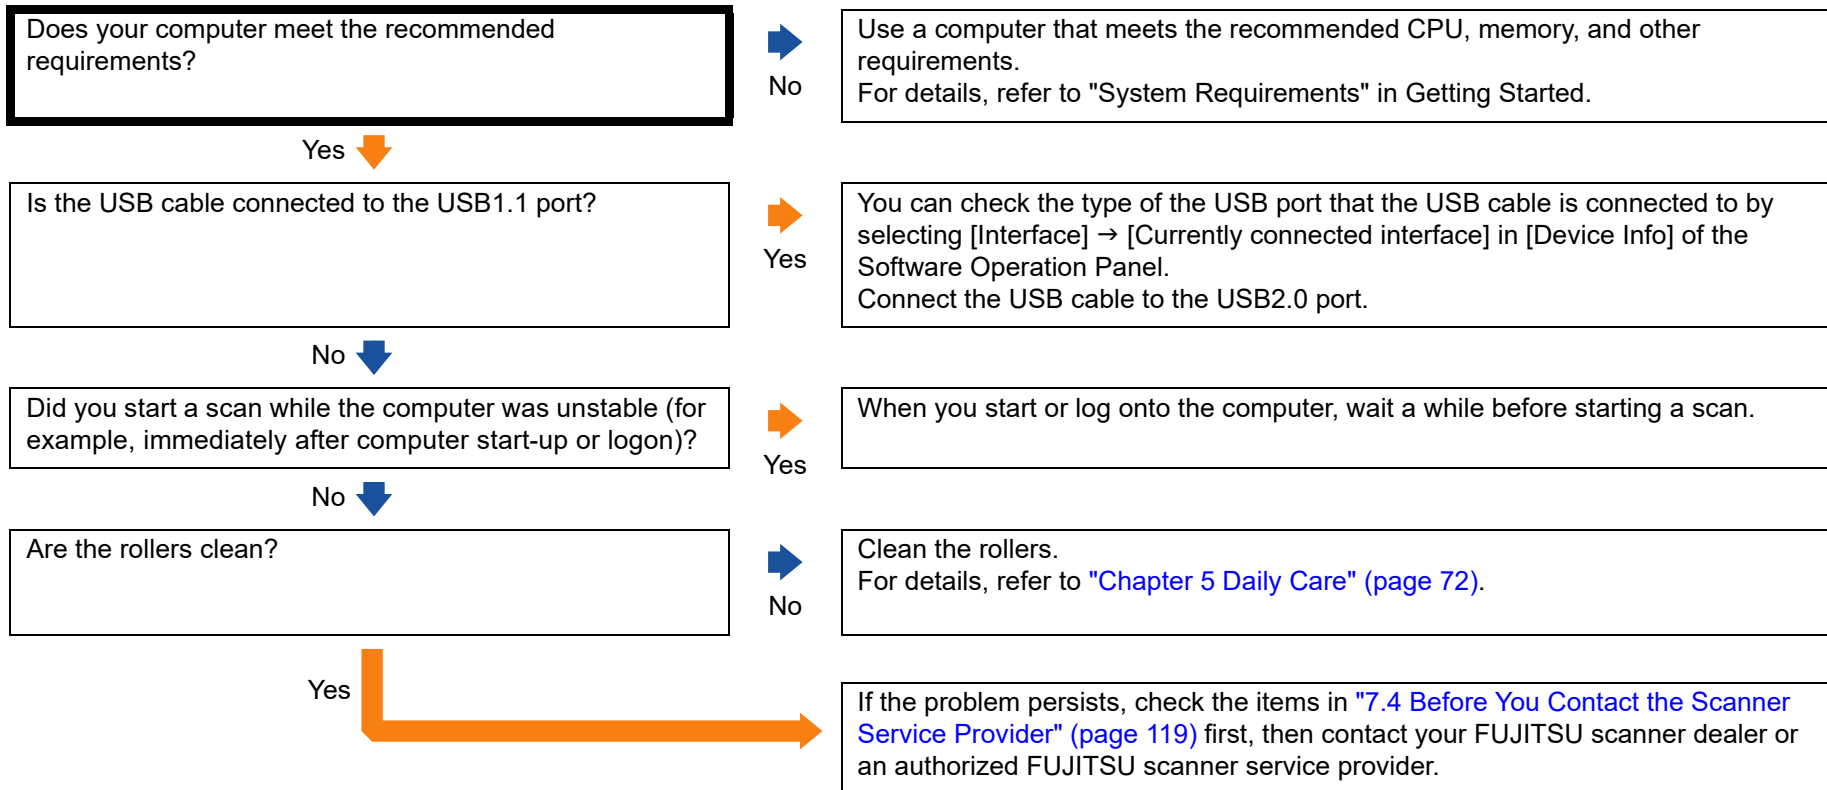 Does your computer meet the recommended
requirements?
No
Use a computer that meets the recommended CPU, memory, and other
requirements.
For details, refer to "System Requirements" in Getting Started.
Yes
Is the USB cable connected to the USB1.1 port?
Yes
You can check the type of the USB port that the USB cable is connected to by
selecting [Interface] → [Currently connected interface] in [Device Info] of the
Software Operation Panel.
Connect the USB cable to the USB2.0 port.
No
Did you start a scan while the computer was unstable (for
example, immediately after computer start-up or logon)?
Yes
When you start or log onto the computer, wait a while before starting a scan.
No
Are the rollers clean?
No
Clean the rollers.
For details, refer to "Chapter 5 Daily Care" (page 72).
Yes
If the problem persists, check the items in "7.4 Before You Contact the Scanner
Service Provider" (page 119) first, then contact your FUJITSU scanner dealer or
an authorized FUJITSU scanner service provider.